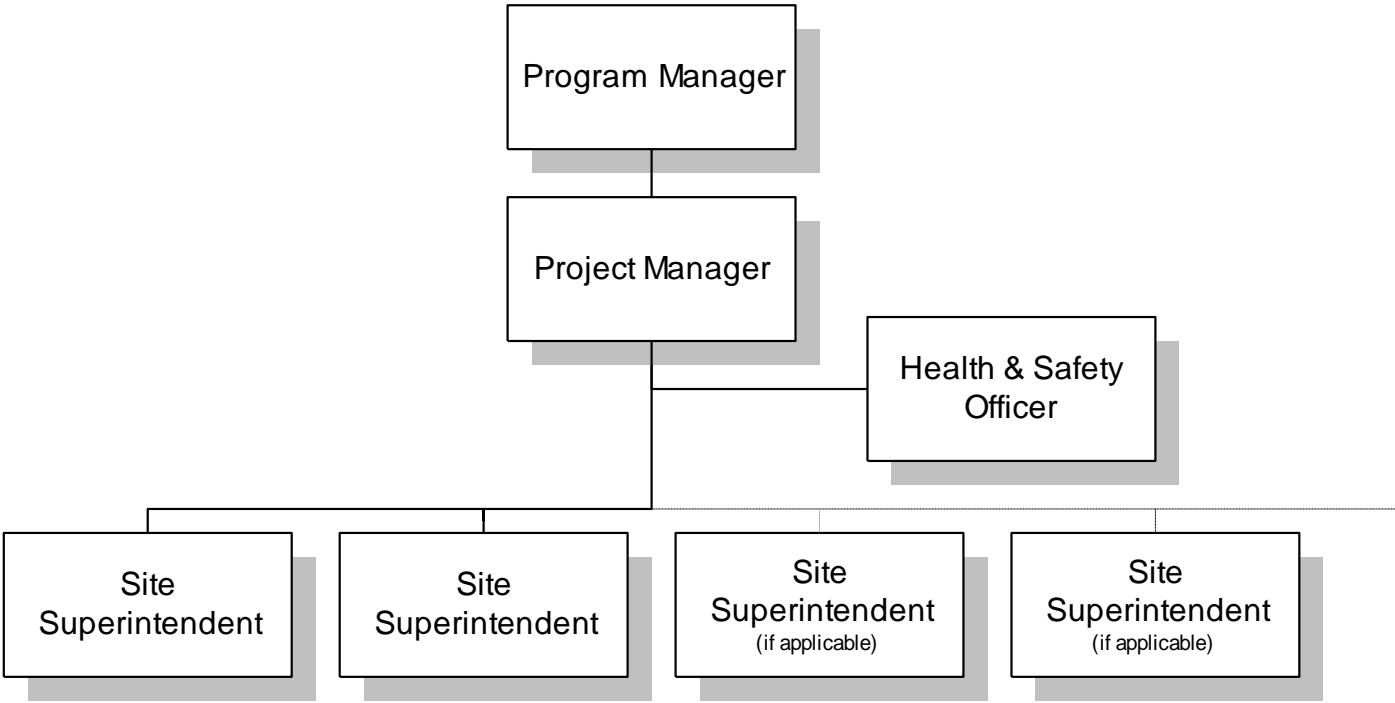 Program Manager
Project Manager
Health & Safety
Officer
Site
Superintendent
Site
Superintendent
Site
Superintendent
(if applicable)
Site
Superintendent
(if applicable)